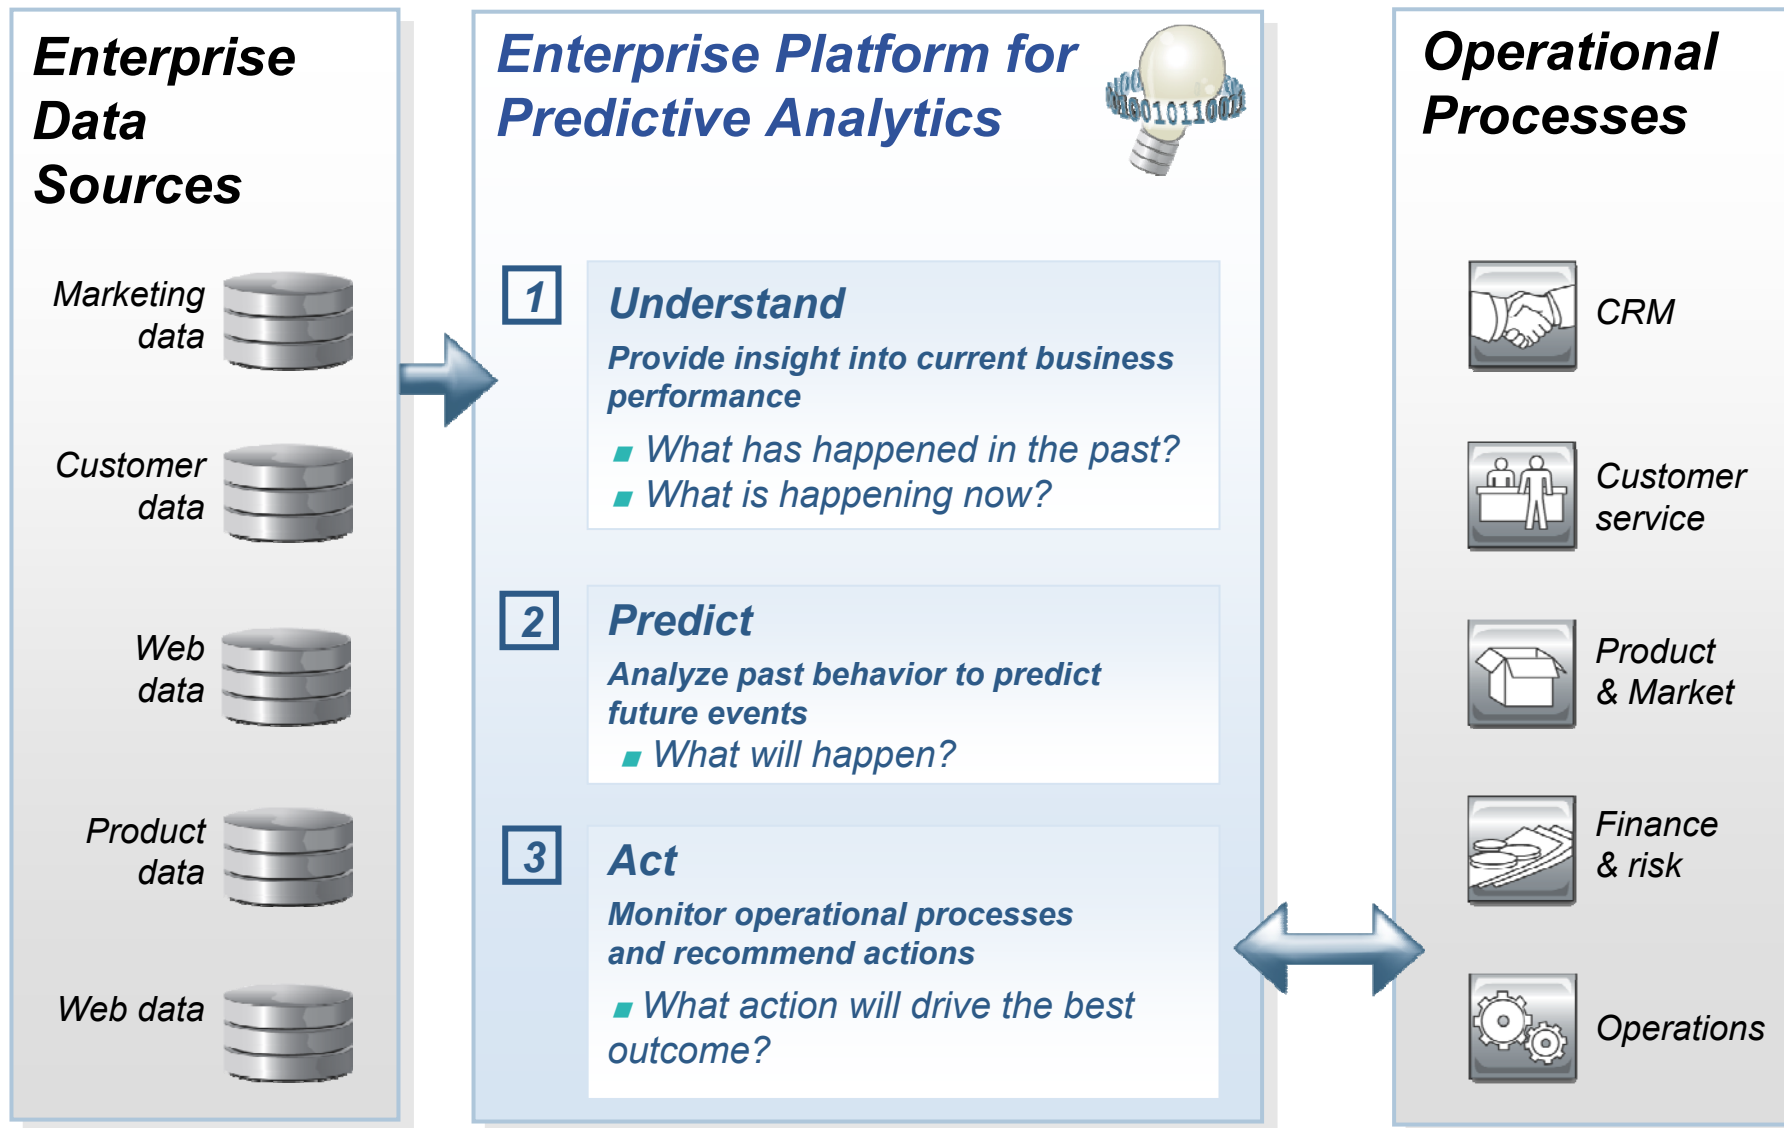 Enterprise
Data
Sources
Marketing
data
Customer
data
Web
data
Product
data
Web data
Enterprise Platform for
Predictive Analytics
1
Understand
Provide insight into current business
performance
What has happened in the past?
What is happening now?
2
Predict
Analyze past behavior to predict
future events
What will happen?
3
Act
Monitor operational processes
and recommend actions
What action will drive the best
outcome?
Operational
Processes
CRM
Customer
service
Product
& Market
Finance
& risk
Operations